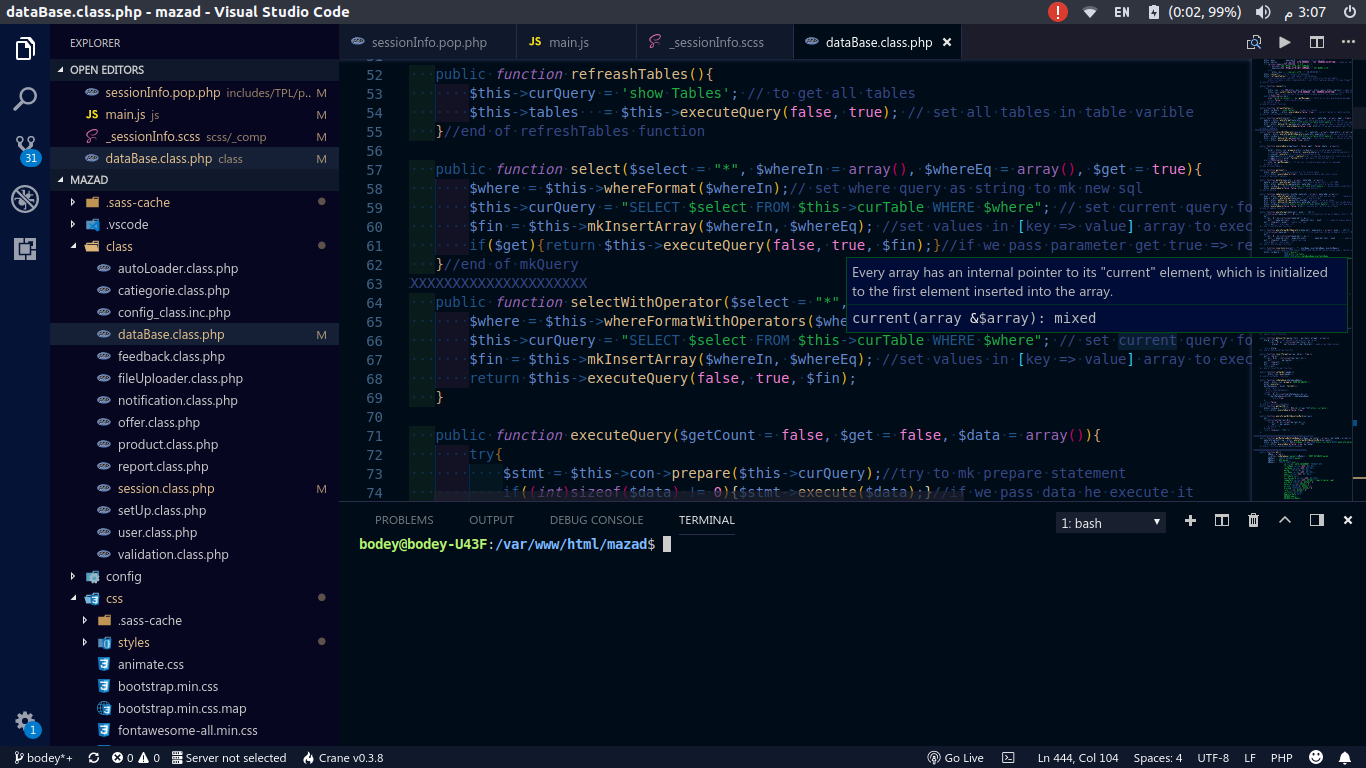 dataBase.class.php - mazad - Visual Studio Code
EN (0:02, 99%) 3:07 م
EXPLORER
OPEN EDITORS
sessionInfo.pop.php includes/TPL/p... M
main.js js M
_sessionInfo.scss scss/_comp M
dataBase.class.php class M
MAZAD
.sass-cache
.vscode
class
autoLoader.class.php
catiegorie.class.php
config_class.inc.php
dataBase.class.php M
feedback.class.php
fileUploader.class.php
notification.class.php
offer.class.php
product.class.php
report.class.php
session.class.php M
setUp.class.php
user.class.php
validation.class.php
config
css
.sass-cache
styles
animate.css
bootstrap.min.css
bootstrap.min.css.map
fontawesome-all.min.css
31
1
sessionInfo.pop.php
JS main.js
_sessionInfo.scss
dataBase.class.php
52 public function refreashTables(){
53 $this->curQuery = 'show Tables'; // to get all tables
54 $this->tables = $this->executeQuery(false, true); // set all tables in table varible
55 }//end of refreshTables function
56
57 public function select($select = "*", $whereIn = array(), $whereEq = array(), $get = true){
58 $where = $this->whereFormat($whereIn);// set where query as string to mk new sql
59 $this->curQuery = "SELECT $select FROM $this->curTable WHERE $where"; // set current query fo
60 $fin = $this->mkInsertArray($whereIn, $whereEq); //set values in [key => value] array to exec
61 if($get){return $this->executeQuery(false, true, $fin);}//if we pass parameter get true => re
62 }//end of mkQuery
63 XXXXXXXXXXXXXXXXXXXXX
64 public function selectWithOperator($select = "*",
65 $where = $this->whereFormatWithOperators($whe
66 $this->curQuery = "SELECT $select FROM $this->curTable WHERE $where"; // set current query fo
67 $fin = $this->mkInsertArray($whereIn, $whereEq); //set values in [key => value] array to exec
68 return $this->executeQuery(false, true, $fin);
69 }
70
71 public function executeQuery($getCount = false, $get = false, $data = array()){
72 try{
73 $stmt = $this->con->prepare($this->curQuery);//try to mk prepare statement
74 if((int)sizeof($data) != 0){$stmt->execute($data);}//if we pass data he execute it
Every array has an internal pointer to its "current" element, which is initialized
to the first element inserted into the array.
current(array &$array): mixed
PROBLEMS OUTPUT DEBUG CONSOLE TERMINAL 1: bash
bodey@bodey-U43F:/var/www/html/mazad$
bodey*+ 0 0 Server not selected Crane v0.3.8 Go Live Ln 444, Col 104 Spaces: 4 UTF-8 LF PHP